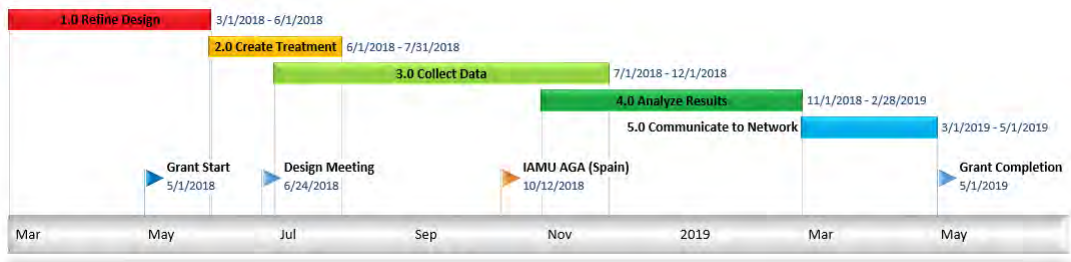 1.0 Refine Design 3/1/2018 - 6/1/2018
2.0 Create Treatment 6/1/2018 - 7/31/2018
3.0 Collect Data 7/1/2018 - 12/1/2018
4.0 Analyze Results 11/1/2018 - 2/28/2019
5.0 Communicate to Network 3/1/2019 - 5/1/2019
Grant Start
5/1/2018
Design Meeting
6/24/2018
IAMU AGA (Spain)
10/12/2018
Grant Completion
5/1/2019
Mar May Jul Sep Nov 2019 Mar May